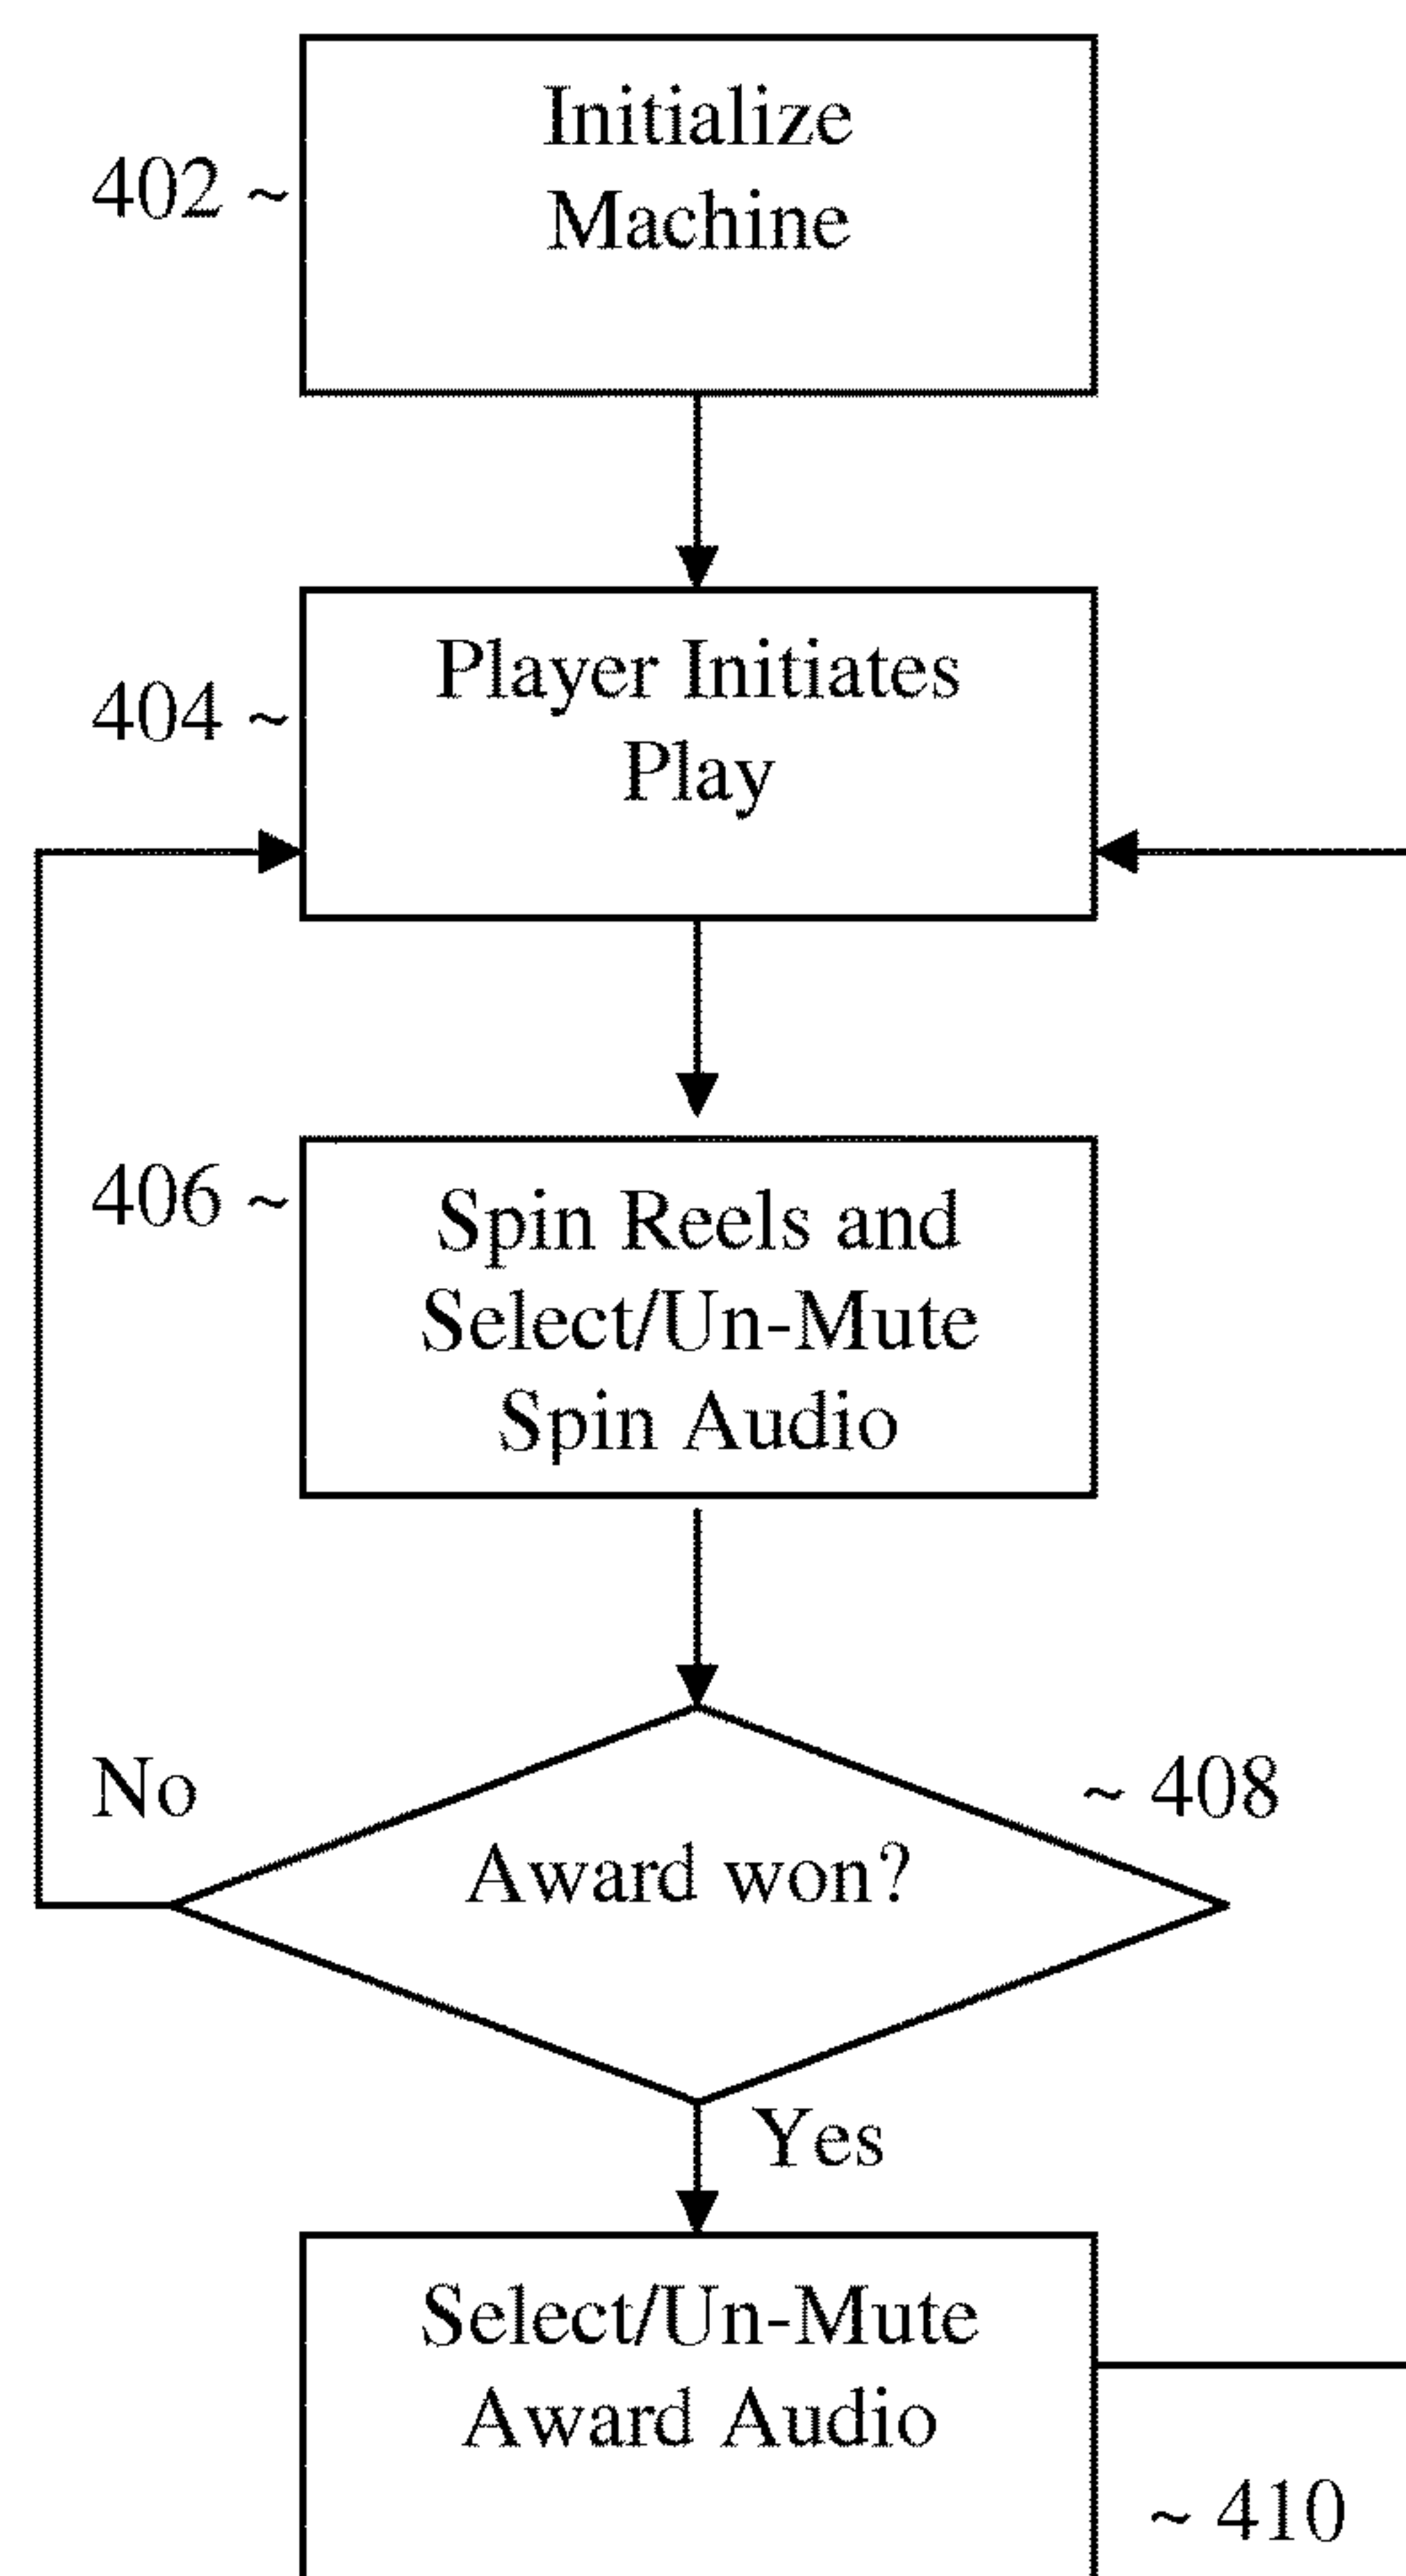 Initialize
Machine
402 ~
Player Initiates
Play
404 ~
406 ~
Spin Reels and
Select/Un-Mute
Spin Audio
No
~ 408
Award won?
Yes
Select/Un-Mute
Award Audio
~ 410